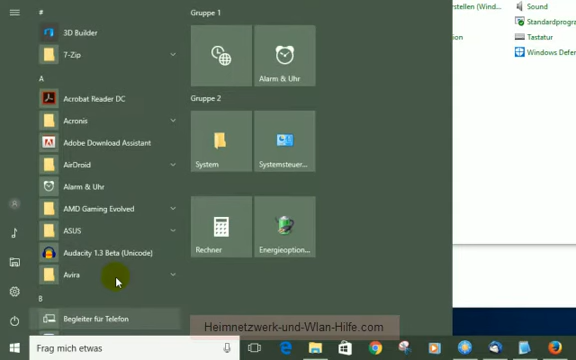 #
3D Builder
7-Zip
A
Acrobat Reader DC
Acronis
Adobe Download Assistant
AirDroid
Alarm & Uhr
AMD Gaming Evolved
ASUS
Audacity 1.3 Beta (Unicode)
Avira
B
Begleiter für Telefon
Frag mich etwas
Gruppe 1
Alarm & Uhr
Gruppe 2
System
Systemsteuer...
Rechner
Energieoption...
Heimnetzwerk-und-Wlan-Hilfe.com
Sound
Standardprogra
Tastatur
Windows Defen